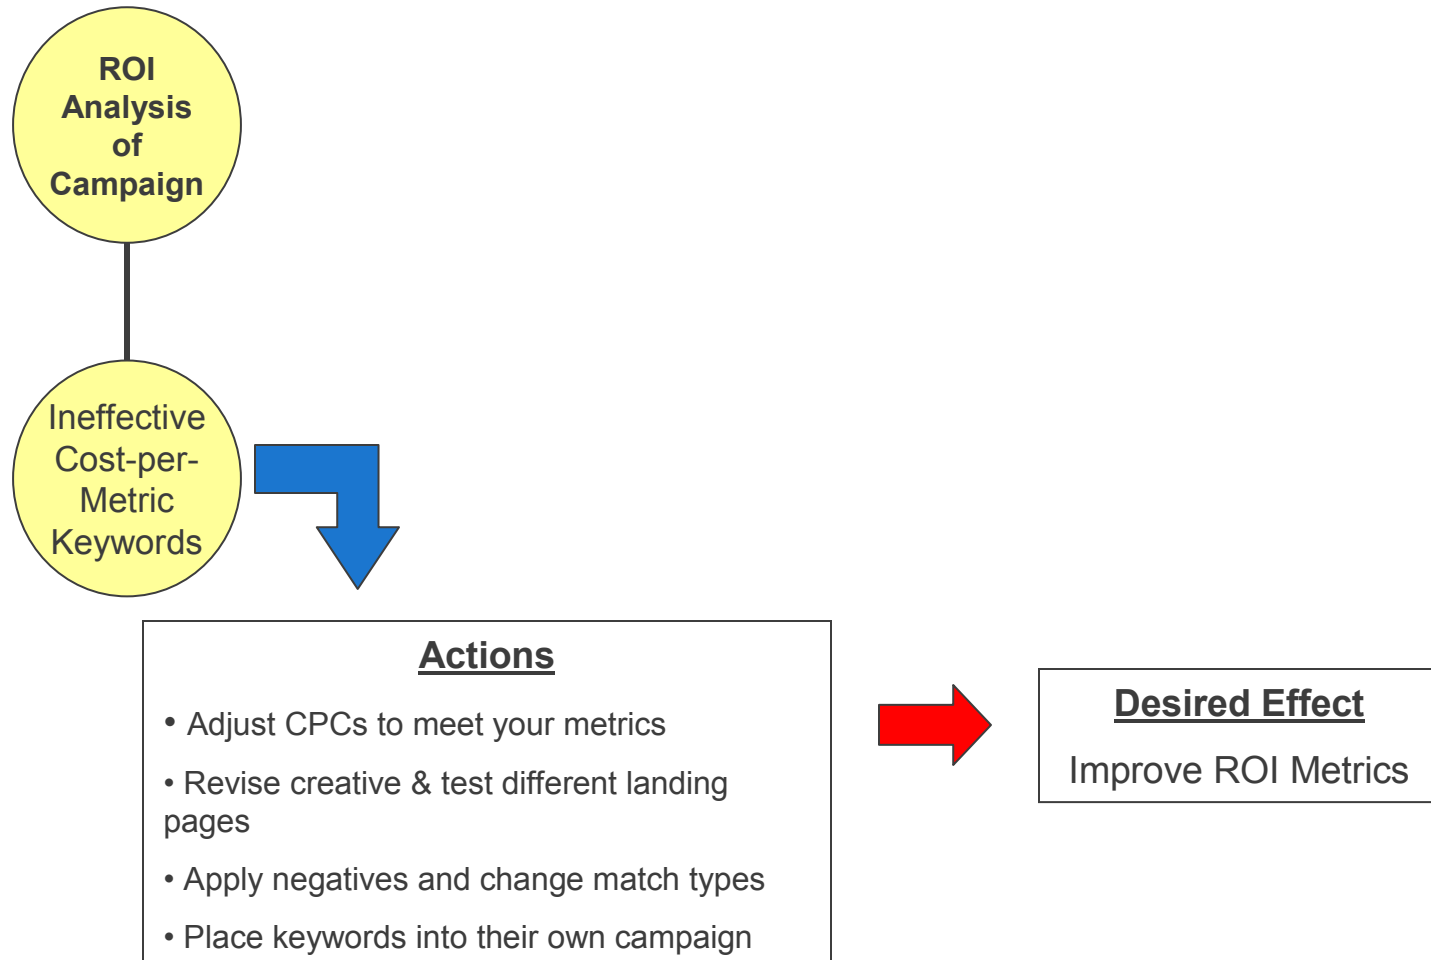 ROI
Analysis
of
Campaign
Ineffective
Cost-per-
Metric
Keywords
Actions
• Adjust CPCs to meet your metrics
• Revise creative & test different landing
pages
• Apply negatives and change match types
• Place keywords into their own campaign
Desired Effect
Improve ROI Metrics